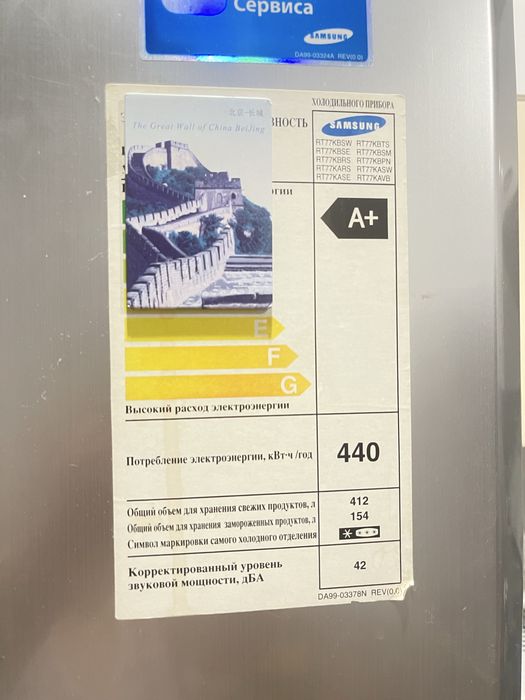 Сервиса
SAMSUNG
DA99-03324A REV(0.0)
ХОЛОДИЛЬНОГО ПРИБОРА
SAMSUNG
RT77KBSW RT77KBTS
RT77KBSE RT77KBSM
RT77KBRS RT77KBPN
RT77KARS RT77KASW
RT77KASE RT77KAVB
北京-长城
The Great Wall of China BeiJing
A+
E
F
G
Высокий расход электроэнергии
Потребление электроэнергии, кВт·ч /год
440
Общий объем для хранения свежих продуктов, л
412
Общий объем для хранения замороженных продуктов, л
154
Символ маркировки самого холодного отделения
Корректированный уровень
звуковой мощности, дБА
42
DA99-03378N REV(0.0)